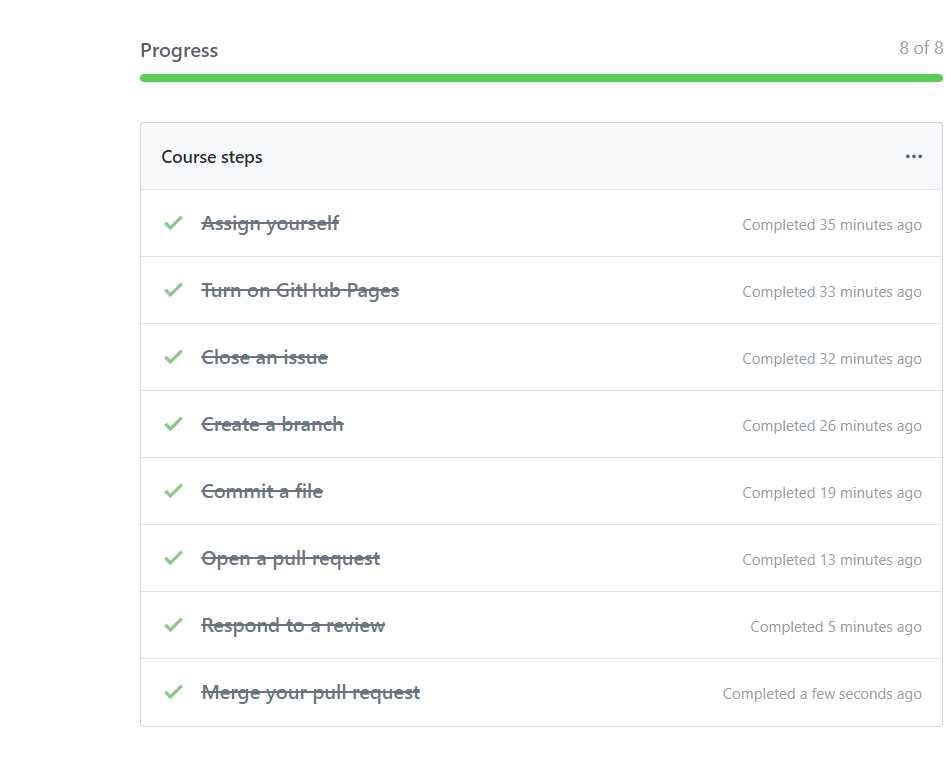 Progress
8 of 8
Course steps
Assign yourself
Completed 35 minutes ago
Turn on GitHub Pages
Completed 33 minutes ago
Close an issue
Completed 32 minutes ago
Create a branch
Completed 26 minutes ago
Commit a file
Completed 19 minutes ago
Open a pull request
Completed 13 minutes ago
Respond to a review
Completed 5 minutes ago
Merge your pull request
Completed a few seconds ago